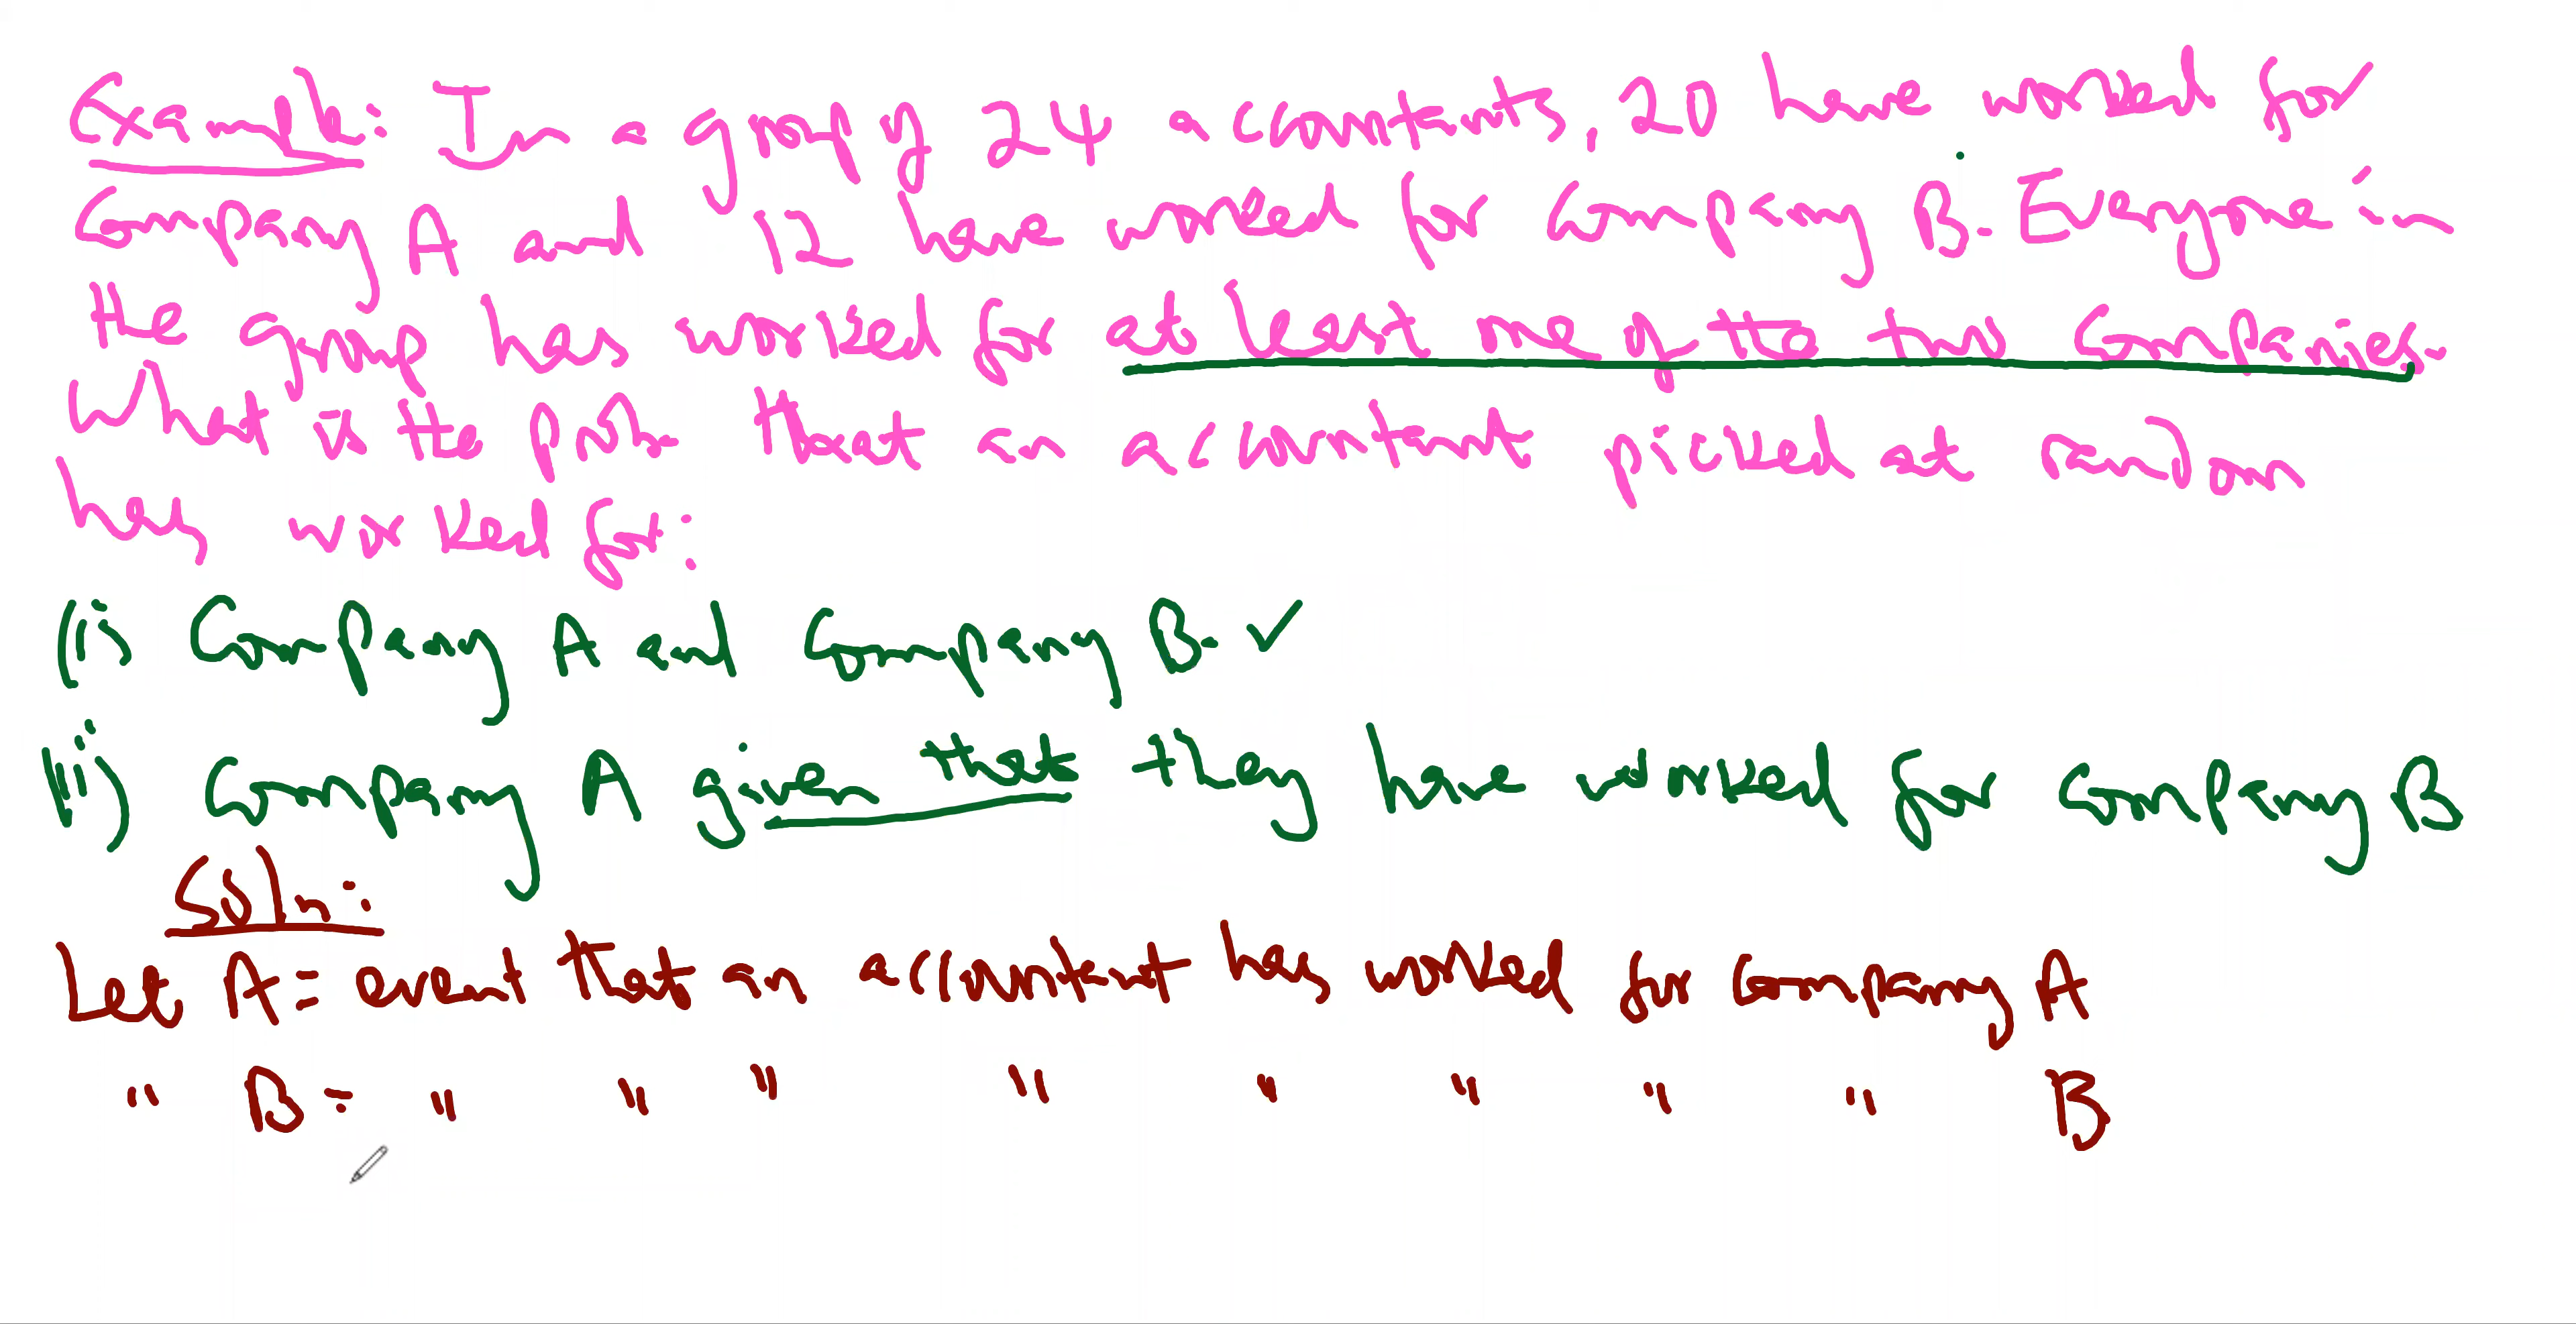 Example: In a group of 24 accountants, 20 have worked for
Company A and 12 have worked for Company B. Everyone in
the group has worked for at least one of the two Companies.
What is the prob. that an accountant picked at random
has worked for:
(i) Company A and Company B. ✓
(ii) Company A given that they have worked for Company B
Soln:
Let A = event that an accountant has worked for Company A
" B = " " " " " " " " B